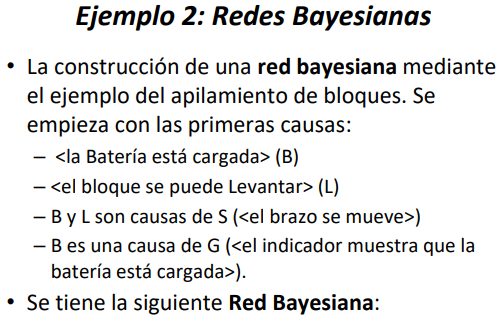 Ejemplo 2: Redes Bayesianas
• La construcción de una red bayesiana mediante
el ejemplo del apilamiento de bloques. Se
empieza con las primeras causas:
– <la Batería está cargada> (B)
– <el bloque se puede Levantar> (L)
– B y L son causas de S (<el brazo se mueve>)
– B es una causa de G (<el indicador muestra que la
batería está cargada>).
• Se tiene la siguiente Red Bayesiana: